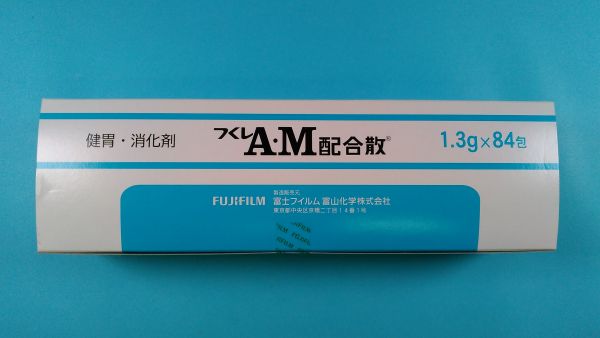 健胃・消化剤
つくしA・M配合散®
1.3g×84包
FUJIFILM
製造販売元
富士フイルム 富山化学株式会社
東京都中央区京橋二丁目14番1号